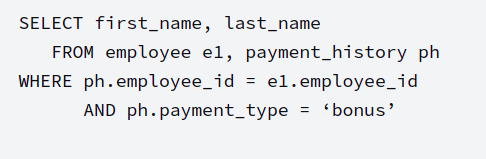 SELECT first_name, last_name
FROM employee e1, payment_history ph
WHERE ph.employee_id = e1.employee_id
AND ph.payment_type = ‘bonus’